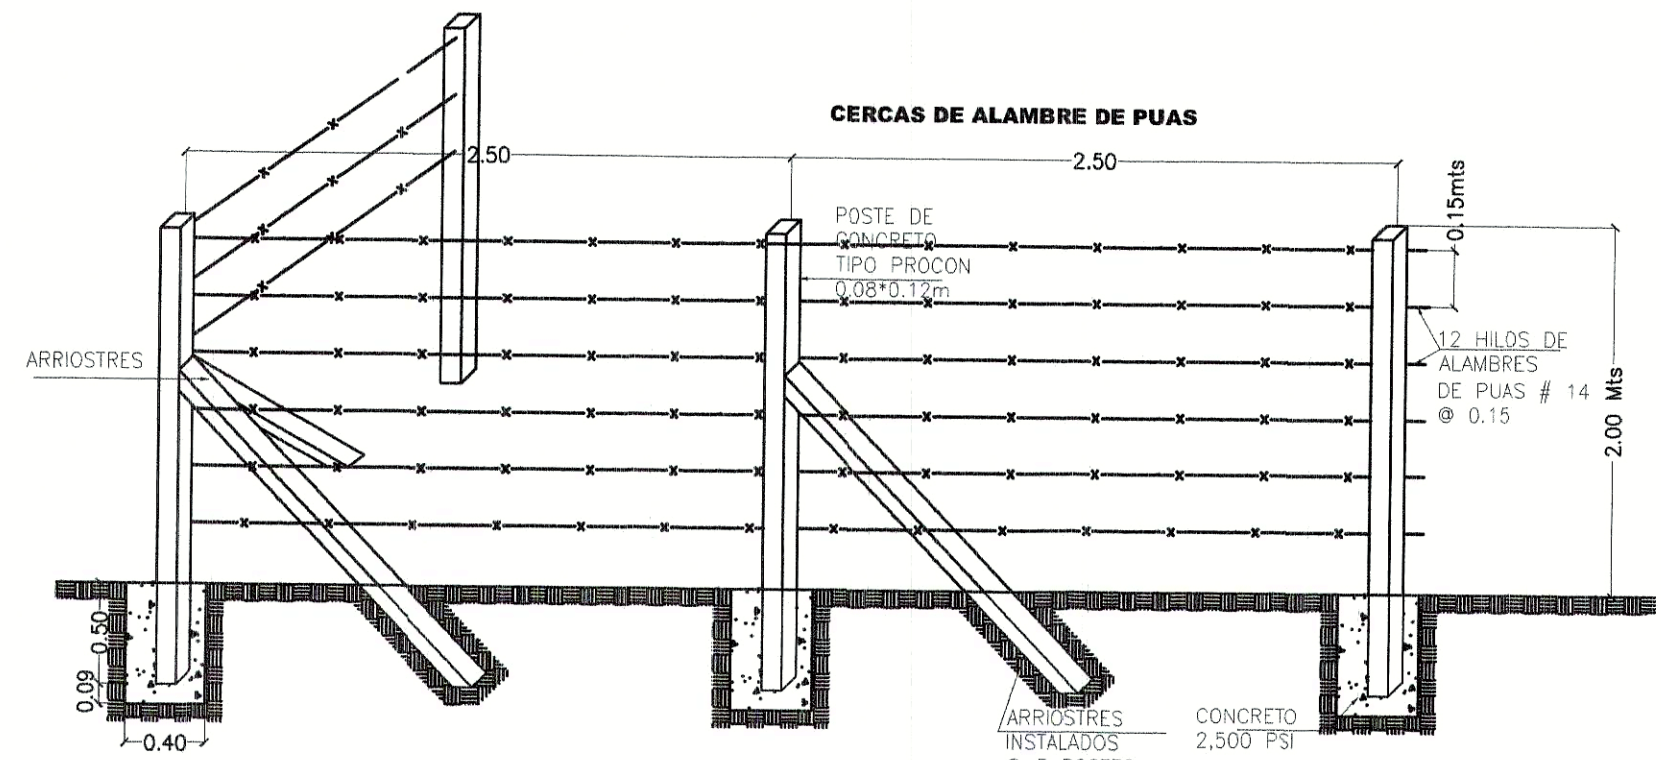 CERCAS DE ALAMBRE DE PUAS
2.50
2.50
0.15mts
POSTE DE
CONCRETO
TIPO PROCON
0.08*0.12m
ARRIOSTRES
12 HILOS DE
ALAMBRES
DE PUAS # 14
@ 0.15
2.00 Mts
0.50
0.09
0.40
ARRIOSTRES
INSTALADOS
CONCRETO
2,500 PSI